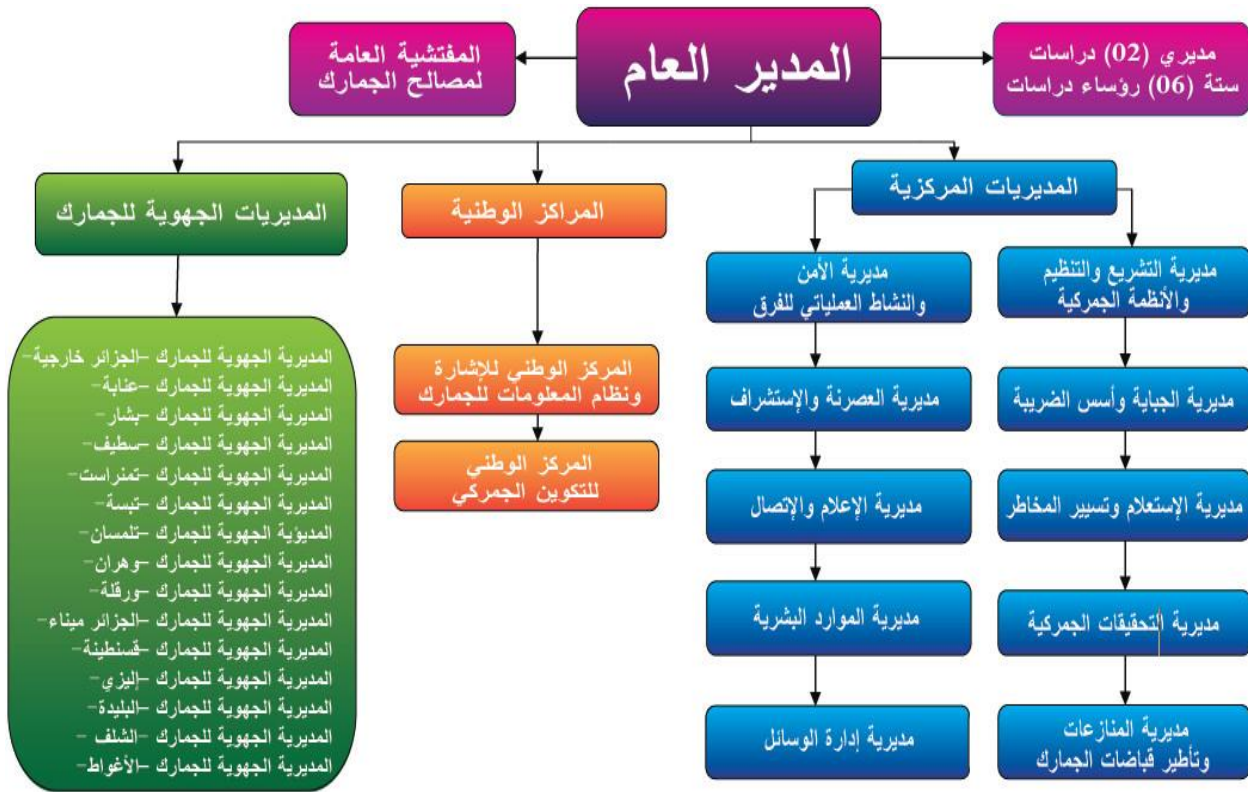 المدير العام
مديري (02) دراسات
ستة (06) رؤساء دراسات
المفتشية العامة
لمصالح الجمارك
المديريات المركزية
مديرية التشريع والتنظيم
والأنظمة الجمركية
مديرية الجباية وأسس الضريبة
مديرية الإستعلام وتسيير المخاطر
مديرية التحقيقات الجمركية
مديرية المنازعات
وتأطير قباضات الجمارك
مديرية الأمن
والنشاط العملياتي للفرق
مديرية العصرنة والإستشراف
مديرية الإعلام والإتصال
مديرية الموارد البشرية
مديرية إدارة الوسائل
المراكز الوطنية
المركز الوطني للإشارة
ونظام المعلومات للجمارك
المركز الوطني
للتكوين الجمركي
المديريات الجهوية للجمارك
المديرية الجهوية للجمارك –الجزائر خارجية-
المديرية الجهوية للجمارك –عنابة-
المديرية الجهوية للجمارك –بشار-
المديرية الجهوية للجمارك –سطيف-
المديرية الجهوية للجمارك –تمنراست-
المديرية الجهوية للجمارك –تبسة-
المديؤية الجهوية للجمارك –تلمسان-
المديرية الجهوية للجمارك –وهران-
المديرية الجهوية للجمارك –ورقلة-
المديرية الجهوية للجمارك –الجزائر ميناء-
المديرية الجهوية للجمارك –قسنطينة-
المديرية الجهوية للجمارك –إليزي-
المديرية الجهوية للجمارك –البليدة-
المديرية الجهوية للجمارك –الشلف -
المديرية الجهوية للجمارك –الأغواط-